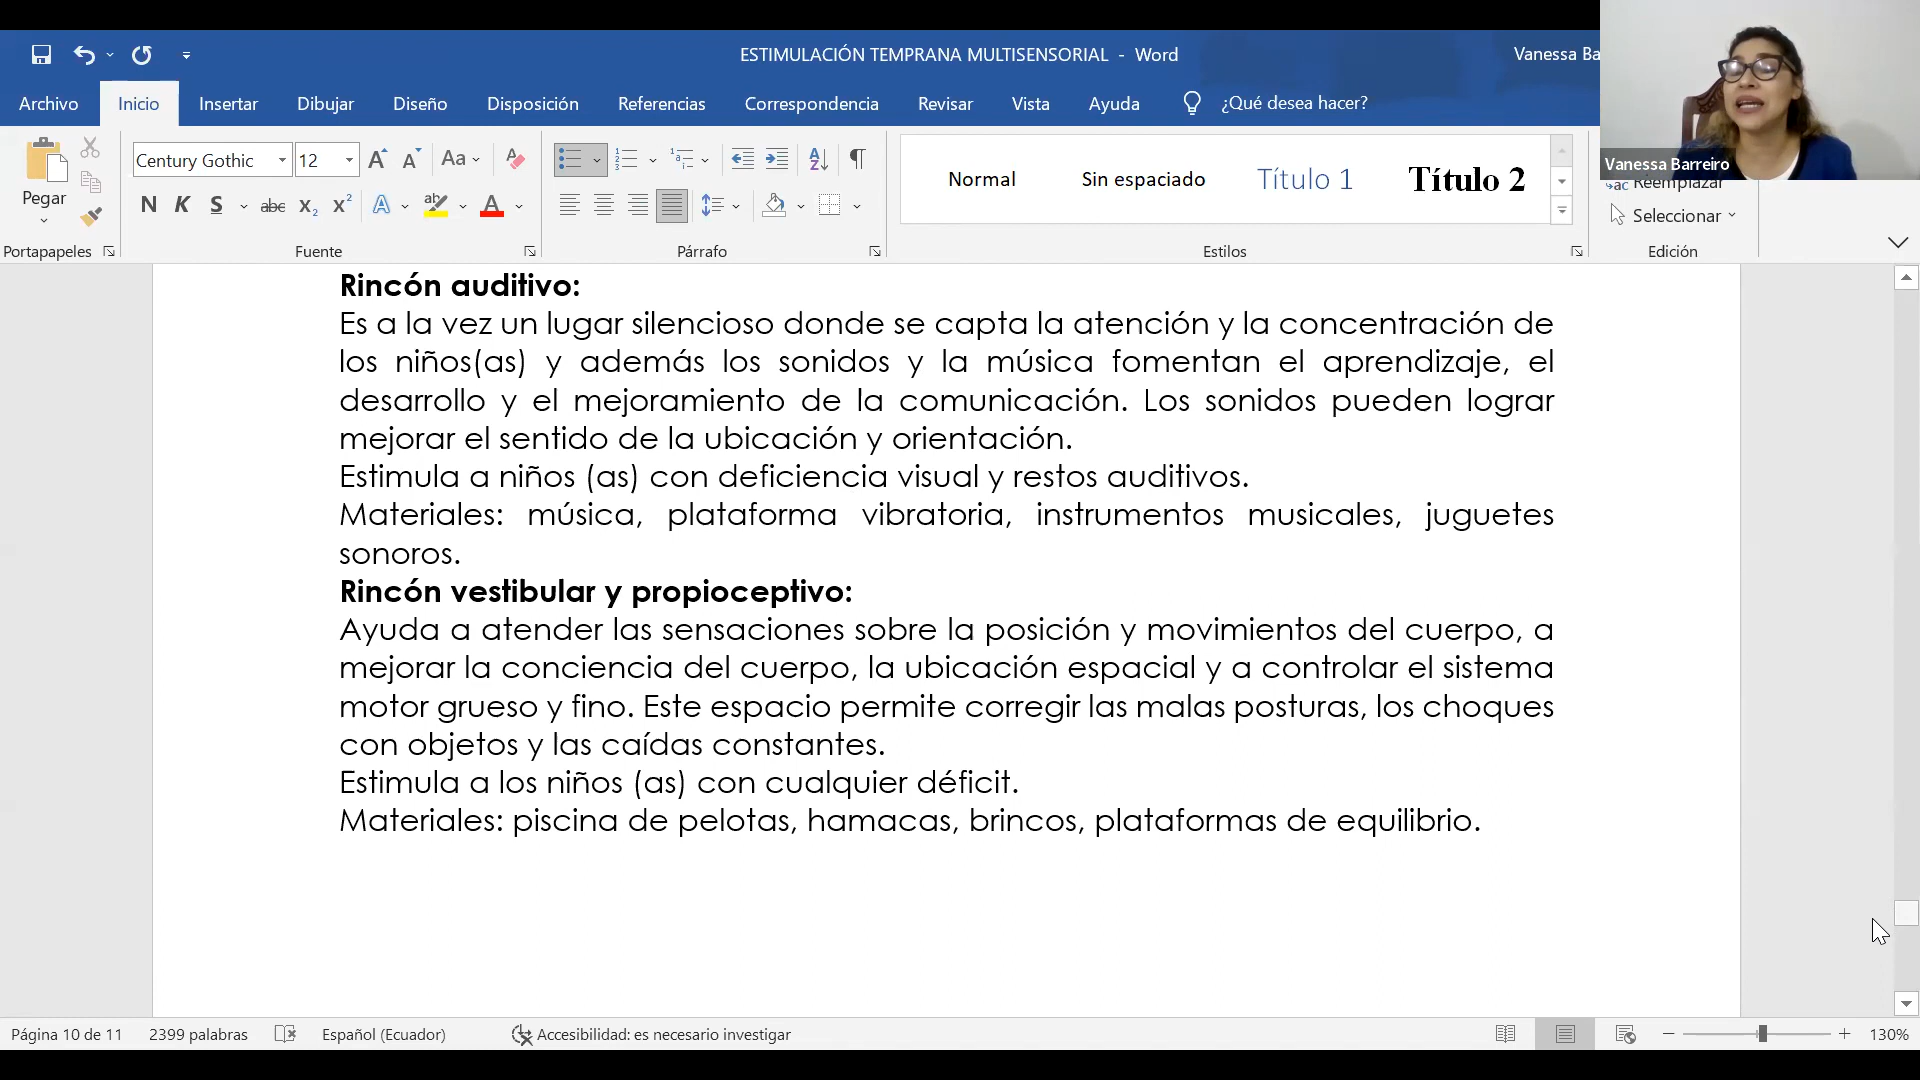 ESTIMULACIÓN TEMPRANA MULTISENSORIAL - Word
Vanessa Ba
Archivo Inicio Insertar Dibujar Diseño Disposición Referencias Correspondencia Revisar Vista Ayuda ¿Qué desea hacer?
Vanessa Barreiro
Pegar
Century Gothic 12
Aa
N K S abc x₂ x² A ab A
Normal
Sin espaciado
Título 1
Título 2
Reemplazar
Seleccionar
Portapapeles Fuente Párrafo Estilos Edición
Rincón auditivo:
Es a la vez un lugar silencioso donde se capta la atención y la concentración de
los niños(as) y además los sonidos y la música fomentan el aprendizaje, el
desarrollo y el mejoramiento de la comunicación. Los sonidos pueden lograr
mejorar el sentido de la ubicación y orientación.
Estimula a niños (as) con deficiencia visual y restos auditivos.
Materiales: música, plataforma vibratoria, instrumentos musicales, juguetes
sonoros.
Rincón vestibular y propioceptivo:
Ayuda a atender las sensaciones sobre la posición y movimientos del cuerpo, a
mejorar la conciencia del cuerpo, la ubicación espacial y a controlar el sistema
motor grueso y fino. Este espacio permite corregir las malas posturas, los choques
con objetos y las caídas constantes.
Estimula a los niños (as) con cualquier déficit.
Materiales: piscina de pelotas, hamacas, brincos, plataformas de equilibrio.
Página 10 de 11 2399 palabras Español (Ecuador) Accesibilidad: es necesario investigar 130%